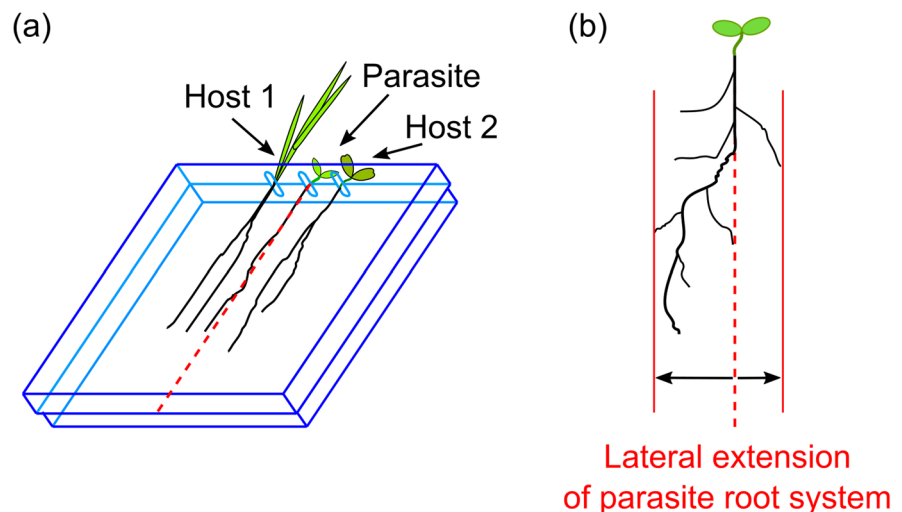 (a)
Host 1
Parasite
Host 2
(b)
Lateral extension
of parasite root system